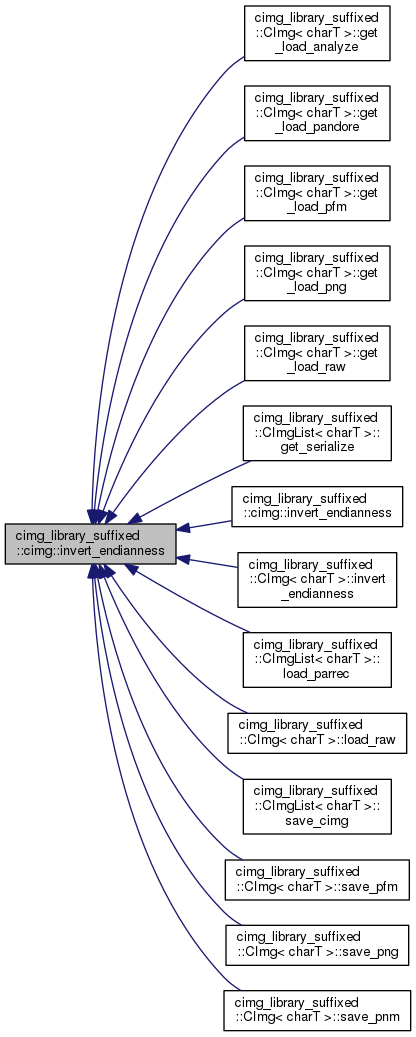 cimg_library_suffixed
::CImg< charT >::get
_load_analyze
cimg_library_suffixed
::CImg< charT >::get
_load_pandore
cimg_library_suffixed
::CImg< charT >::get
_load_pfm
cimg_library_suffixed
::CImg< charT >::get
_load_png
cimg_library_suffixed
::CImg< charT >::get
_load_raw
cimg_library_suffixed
::CImgList< charT >::
get_serialize
cimg_library_suffixed
::cimg::invert_endianness
cimg_library_suffixed
::cimg::invert_endianness
cimg_library_suffixed
::CImg< charT >::invert
_endianness
cimg_library_suffixed
::CImgList< charT >::
load_parrec
cimg_library_suffixed
::CImg< charT >::load_raw
cimg_library_suffixed
::CImgList< charT >::
save_cimg
cimg_library_suffixed
::CImg< charT >::save_pfm
cimg_library_suffixed
::CImg< charT >::save_png
cimg_library_suffixed
::CImg< charT >::save_pnm